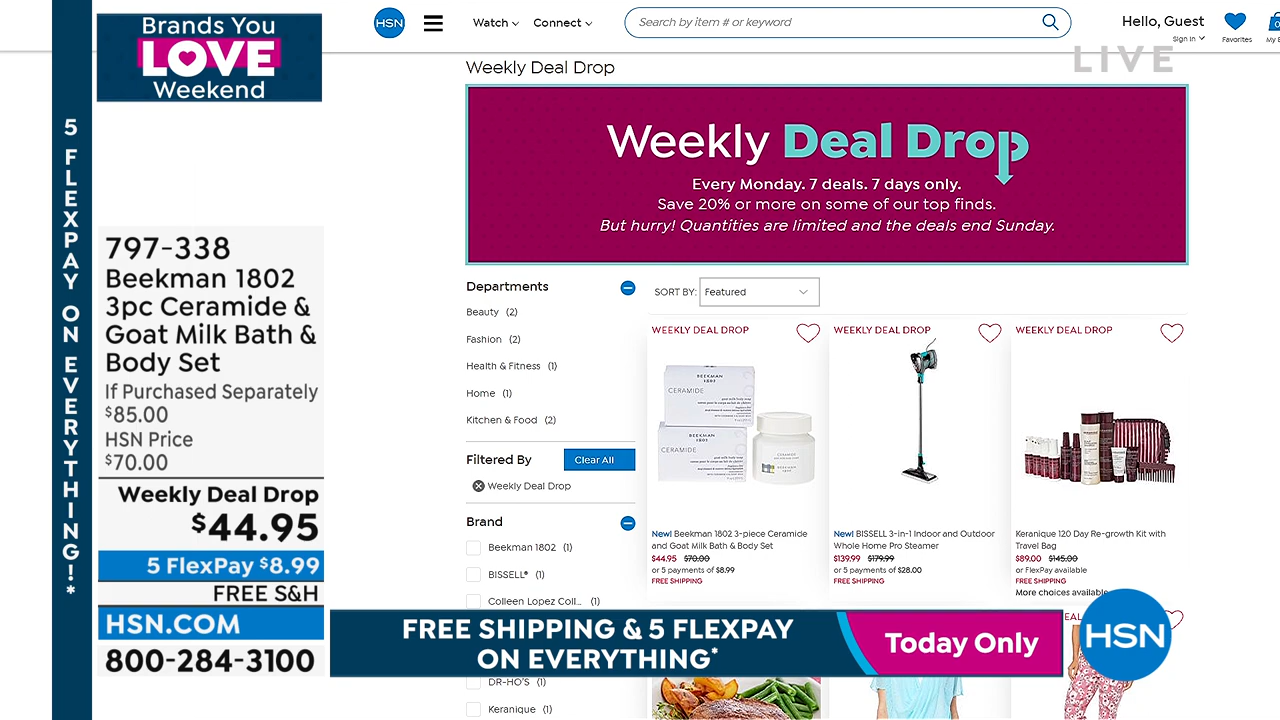 Brands You
LOVE
Weekend
5 FLEXPAY ON EVERYTHING!*
797-338
Beekman 1802
3pc Ceramide &
Goat Milk Bath &
Body Set
If Purchased Separately
$85.00
HSN Price
$70.00
Weekly Deal Drop
$44.95
5 FlexPay $8.99
FREE S&H
HSN.COM
800-284-3100
HSN
Watch
Connect
Search by item # or keyword
Hello, Guest
Sign In
Favorites
LIVE
Weekly Deal Drop
Weekly Deal Drop
Every Monday. 7 deals. 7 days only.
Save 20% or more on some of our top finds.
But hurry! Quantities are limited and the deals end Sunday.
Departments
Beauty (2)
Fashion (2)
Health & Fitness (1)
Home (1)
Kitchen & Food (2)
Filtered By
Clear All
Weekly Deal Drop
Brand
Beekman 1802 (1)
BISSELL® (1)
Colleen Lopez Coll... (1)
DR-HO'S (1)
Keranique (1)
SORT BY: Featured
WEEKLY DEAL DROP
BEEKMAN
1802
CERAMIDE
BEEKMAN
1802
CERAMIDE
New! Beekman 1802 3-piece Ceramide
and Goat Milk Bath & Body Set
$44.95 $70.00
or 5 payments of $8.99
FREE SHIPPING
WEEKLY DEAL DROP
New! BISSELL 3-in-1 Indoor and Outdoor
Whole Home Pro Steamer
$139.99 $179.99
or 5 payments of $28.00
FREE SHIPPING
WEEKLY DEAL DROP
Keranique 120 Day Re-growth Kit with
Travel Bag
$89.00 $145.00
or FlexPay available
FREE SHIPPING
More choices available
FREE SHIPPING & 5 FLEXPAY
ON EVERYTHING*
Today Only
HSN